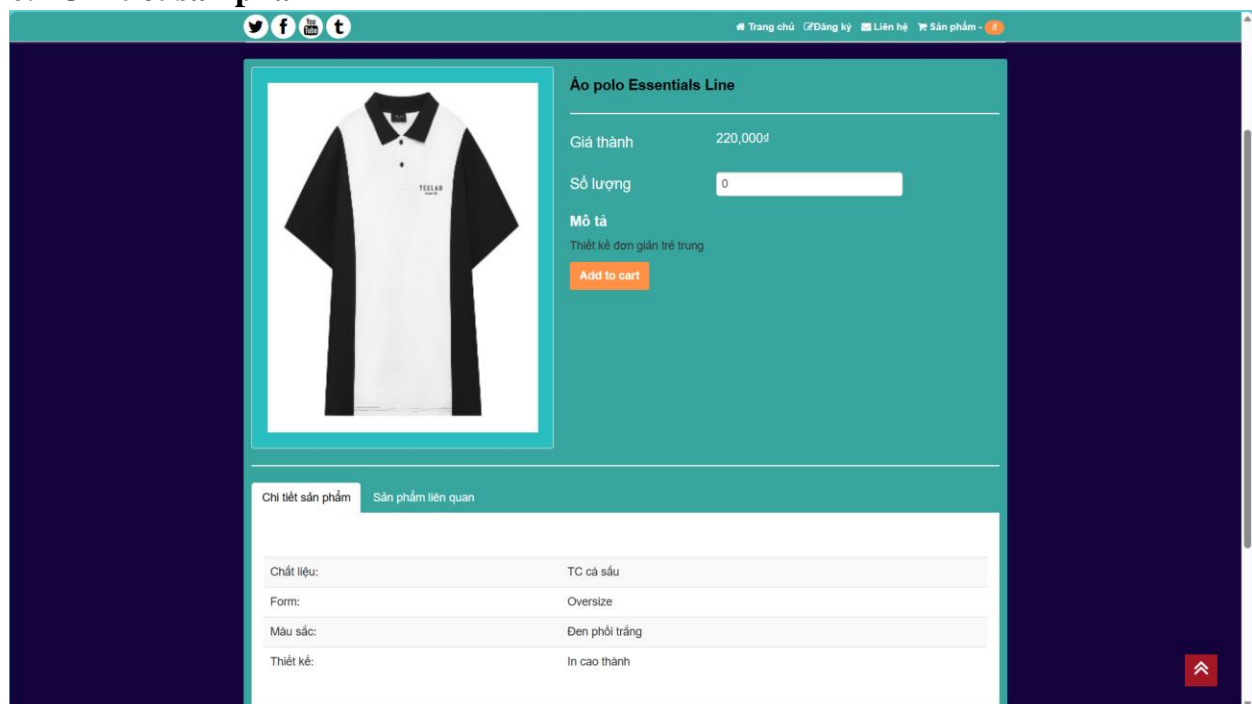 Trang chủ Đăng ký Liên hệ Sản phẩm - đ
Áo polo Essentials Line
Giá thành 220,000đ
Số lượng 0
Mô tả
Thiết kế đơn giản trẻ trung
Add to cart
TEELAB
Chi tiết sản phẩm Sản phẩm liên quan
Chất liệu: TC cá sấu
Form: Oversize
Màu sắc: Đen phối trắng
Thiết kế: In cao thành